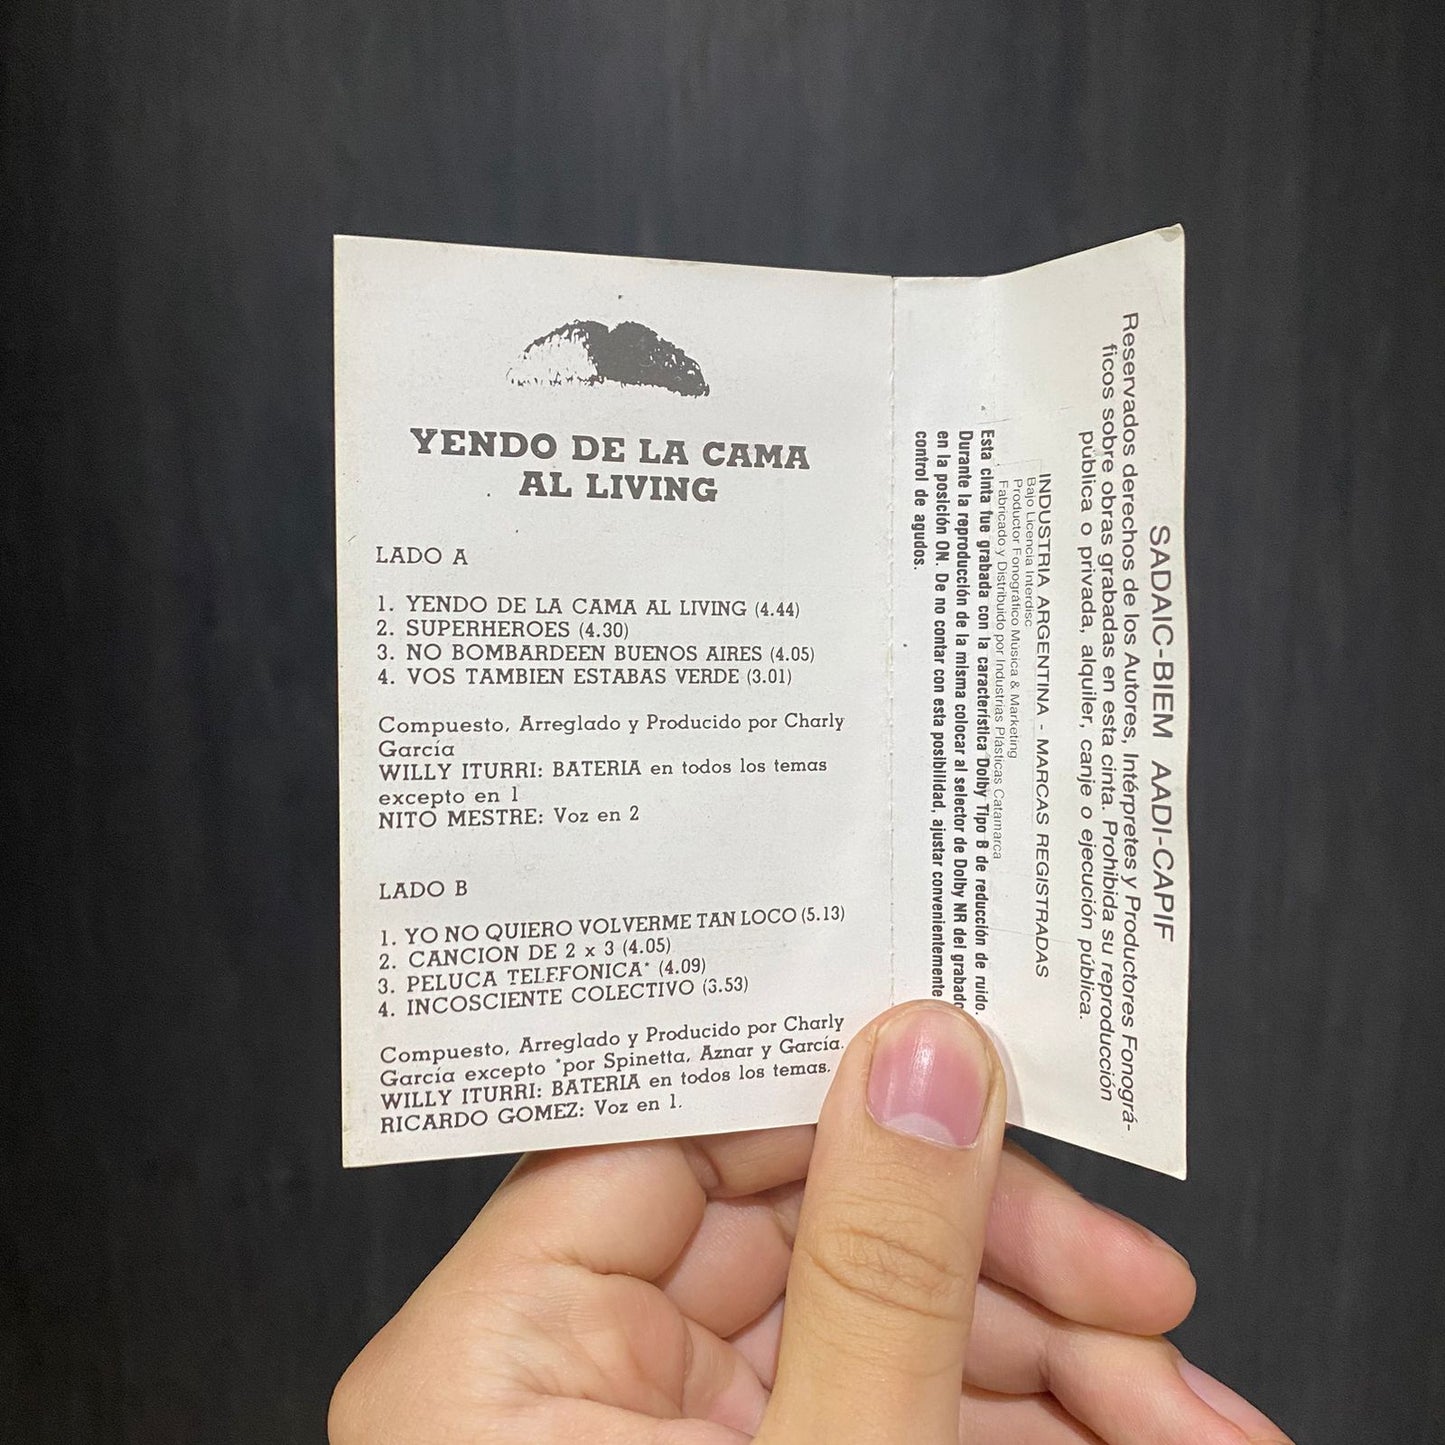 YENDO DE LA CAMA
AL LIVING
LADO A
1. YENDO DE LA CAMA AL LIVING (4.44)
2. SUPERHEROES (4.30)
3. NO BOMBARDEEN BUENOS AIRES (4.05)
4. VOS TAMBIEN ESTABAS VERDE (3.01)
Compuesto, Arreglado y Producido por Charly
García
WILLY ITURRI: BATERIA en todos los temas
excepto en 1
NITO MESTRE: Voz en 2
LADO B
1. YO NO QUIERO VOLVERME TAN LOCO (5.13)
2. CANCION DE 2 x 3 (4.05)
3. PELUCA TELEFONICA* (4.09)
4. INCOSCIENTE COLECTIVO (3.53)
Compuesto, Arreglado y Producido por Charly
García excepto *por Spinetta, Aznar y García.
WILLY ITURRI: BATERIA en todos los temas.
RICARDO GOMEZ: Voz en 1.
SADAIC-BIEM AADI-CAPIF
Reservados derechos de los Autores, Intérpretes y Productores Fonográ-
ficos sobre obras grabadas en esta cinta. Prohibida su reproducción
pública o privada, alquiler, canje o ejecución pública.
INDUSTRIA ARGENTINA - MARCAS REGISTRADAS
Bajo Licencia Interdisc
Productor Fonográfico Música & Marketing
Fabricado y Distribuido por Industrias Plásticas Catamarca
Esta cinta fue grabada con la característica Dolby Tipo B de reducción de ruido.
Durante la reproducción de la misma colocar al selector de Dolby NR del grabado
en la posición ON. De no contar con esta posibilidad, ajustar convenientemente
control de agudos.